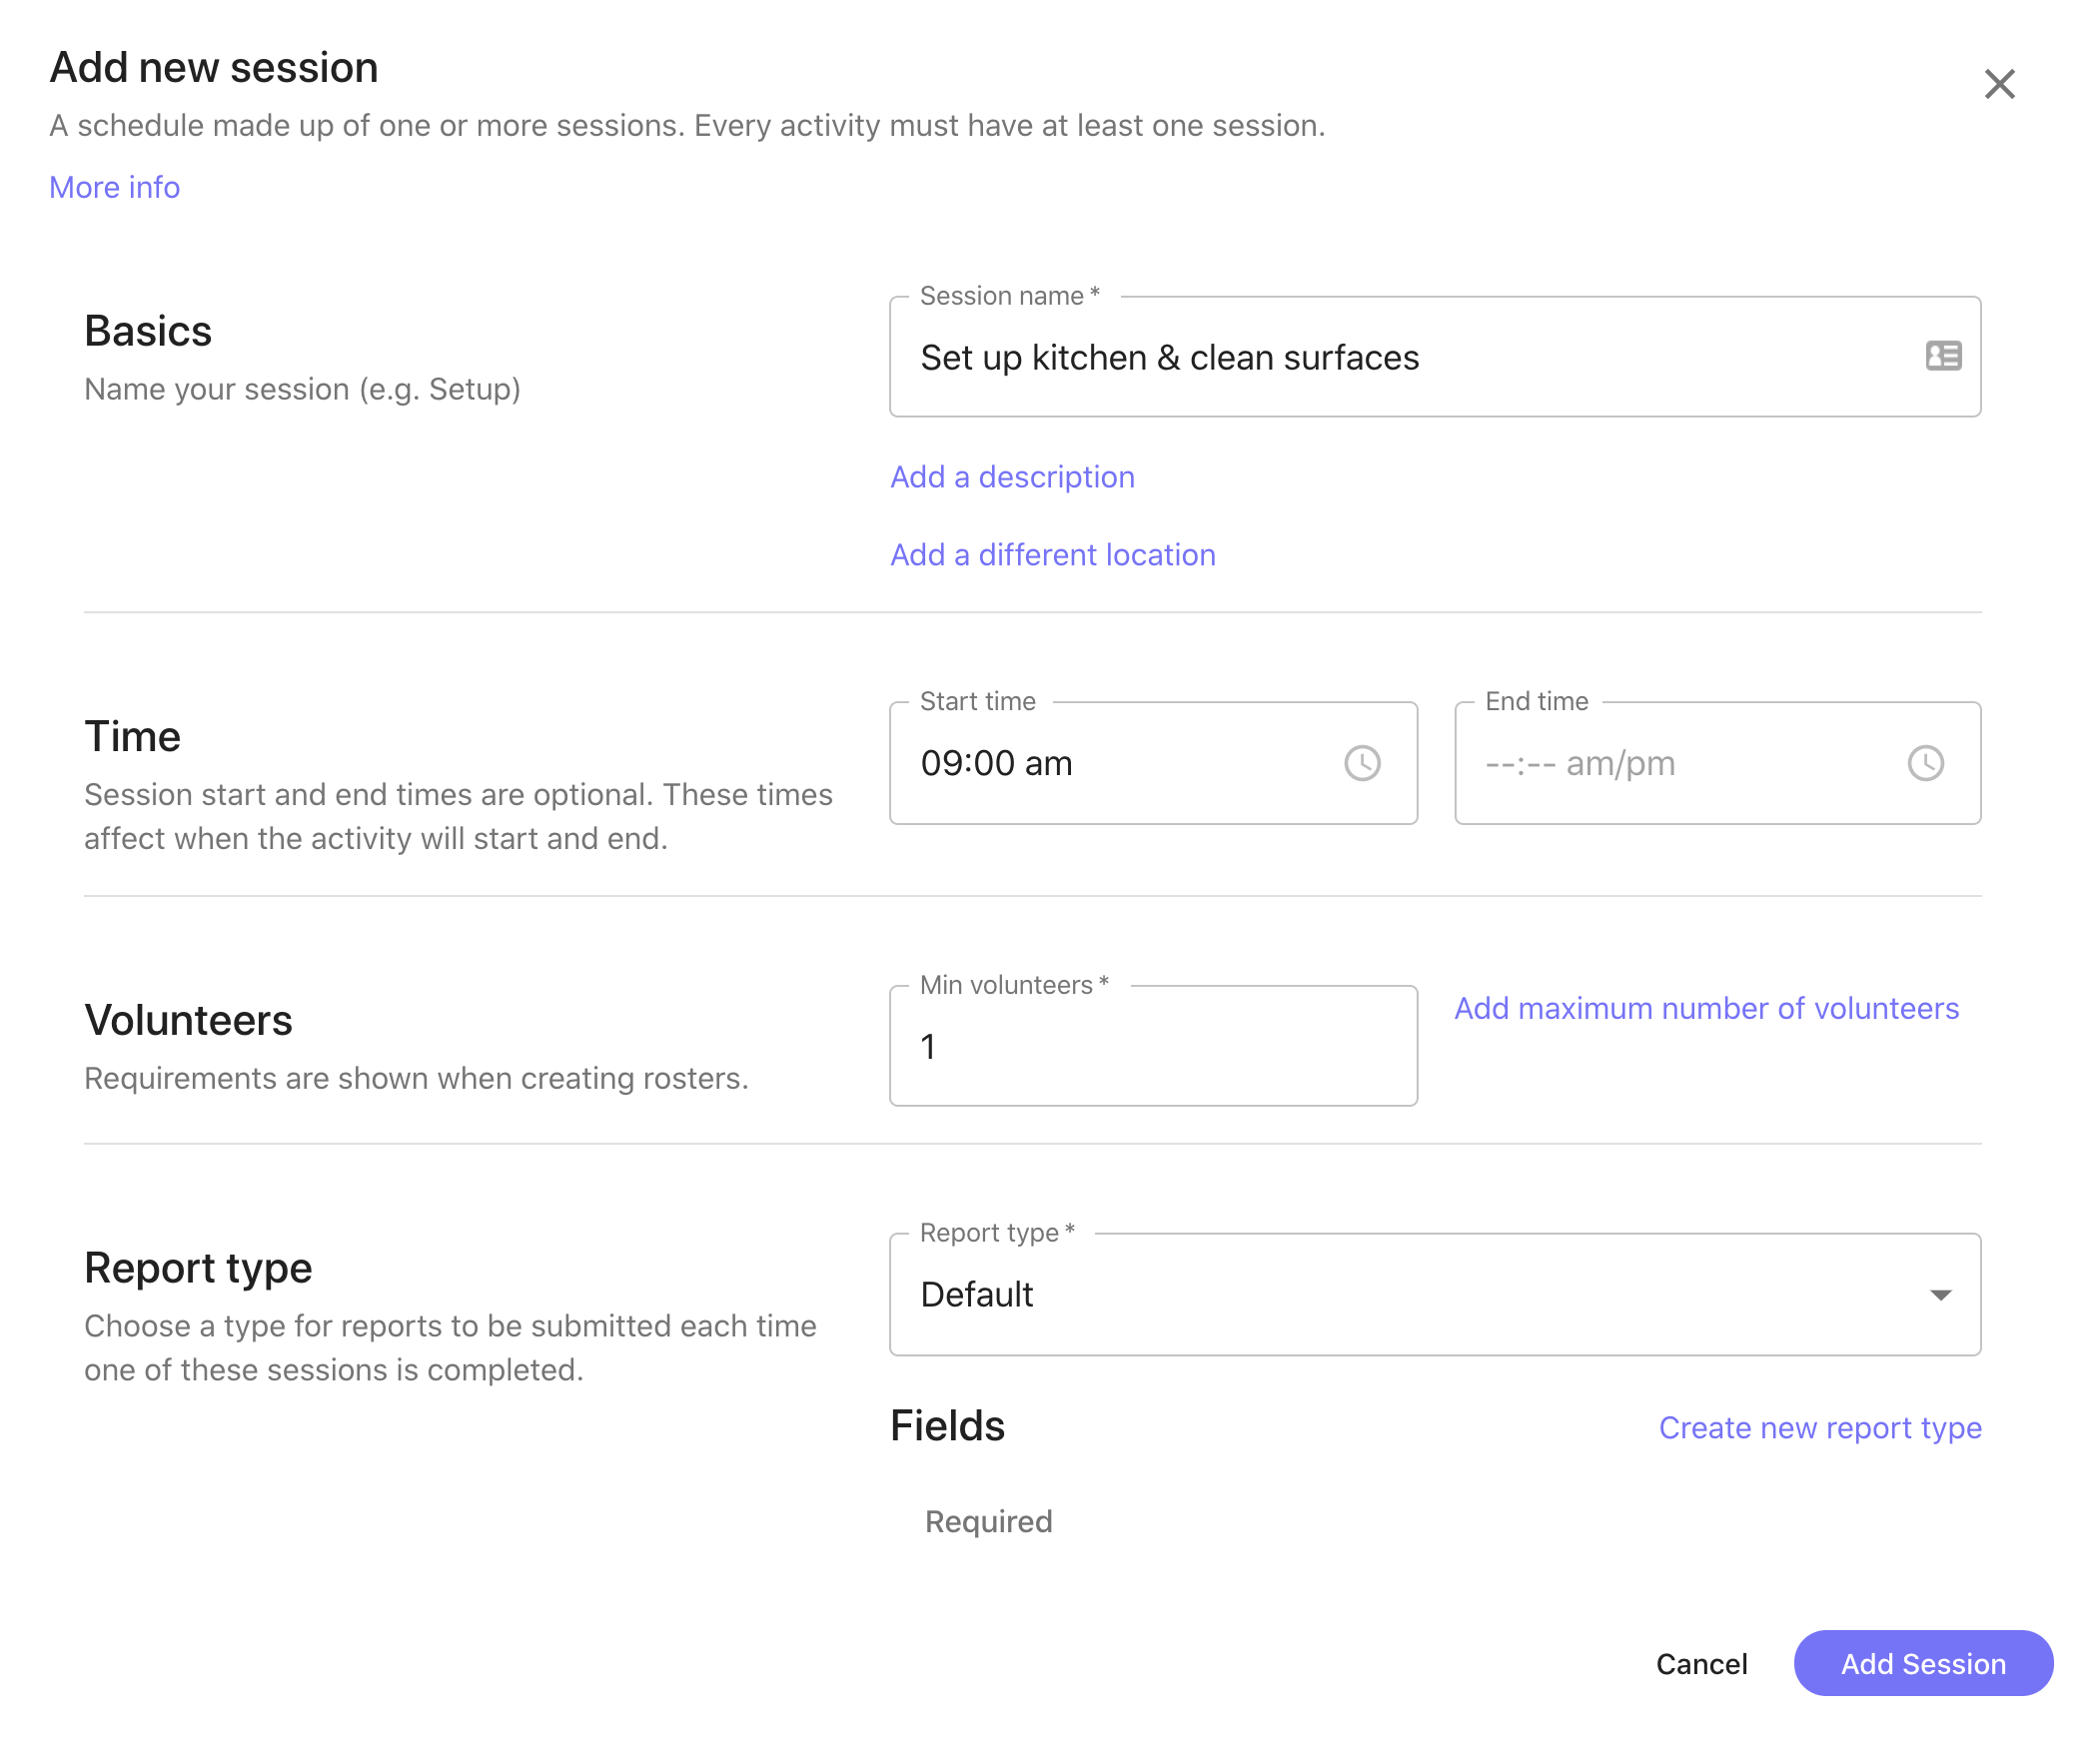 Add new session
A schedule made up of one or more sessions. Every activity must have at least one session.
More info
Basics
Name your session (e.g. Setup)
Session name *
Set up kitchen & clean surfaces
Add a description
Add a different location
Time
Session start and end times are optional. These times
affect when the activity will start and end.
Start time
09:00 am
End time
--:-- am/pm
Volunteers
Requirements are shown when creating rosters.
Min volunteers *
1
Add maximum number of volunteers
Report type
Choose a type for reports to be submitted each time
one of these sessions is completed.
Report type *
Default
Fields
Create new report type
Required
Cancel
Add Session